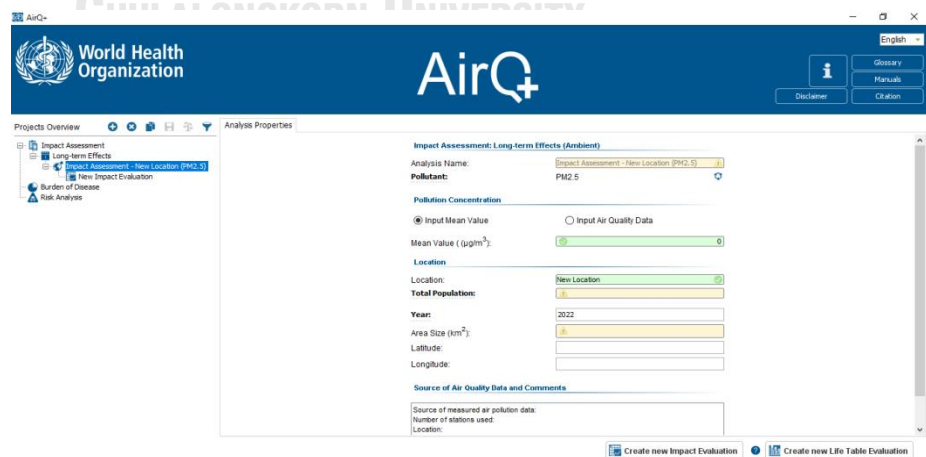 CHULALONGKORN UNIVERSITY
AirQ+
World Health
Organization
AirQ+
English
Glossary
Manuals
Disclaimer
Citation
Projects Overview
Analysis Properties
Impact Assessment
Long-term Effects
Impact Assessment - New Location (PM2.5)
New Impact Evaluation
Burden of Disease
Risk Analysis
Impact Assessment: Long-term Effects (Ambient)
Analysis Name: Impact Assessment - New Location (PM2.5)
Pollutant: PM2.5
Pollution Concentration
Input Mean Value Input Air Quality Data
Mean Value ( (µg/m3): 0
Location
Location: New Location
Total Population:
Year: 2022
Area Size (km2):
Latitude:
Longitude:
Source of Air Quality Data and Comments
Source of measured air pollution data:
Number of stations used:
Location:
Create new Impact Evaluation Create new Life Table Evaluation